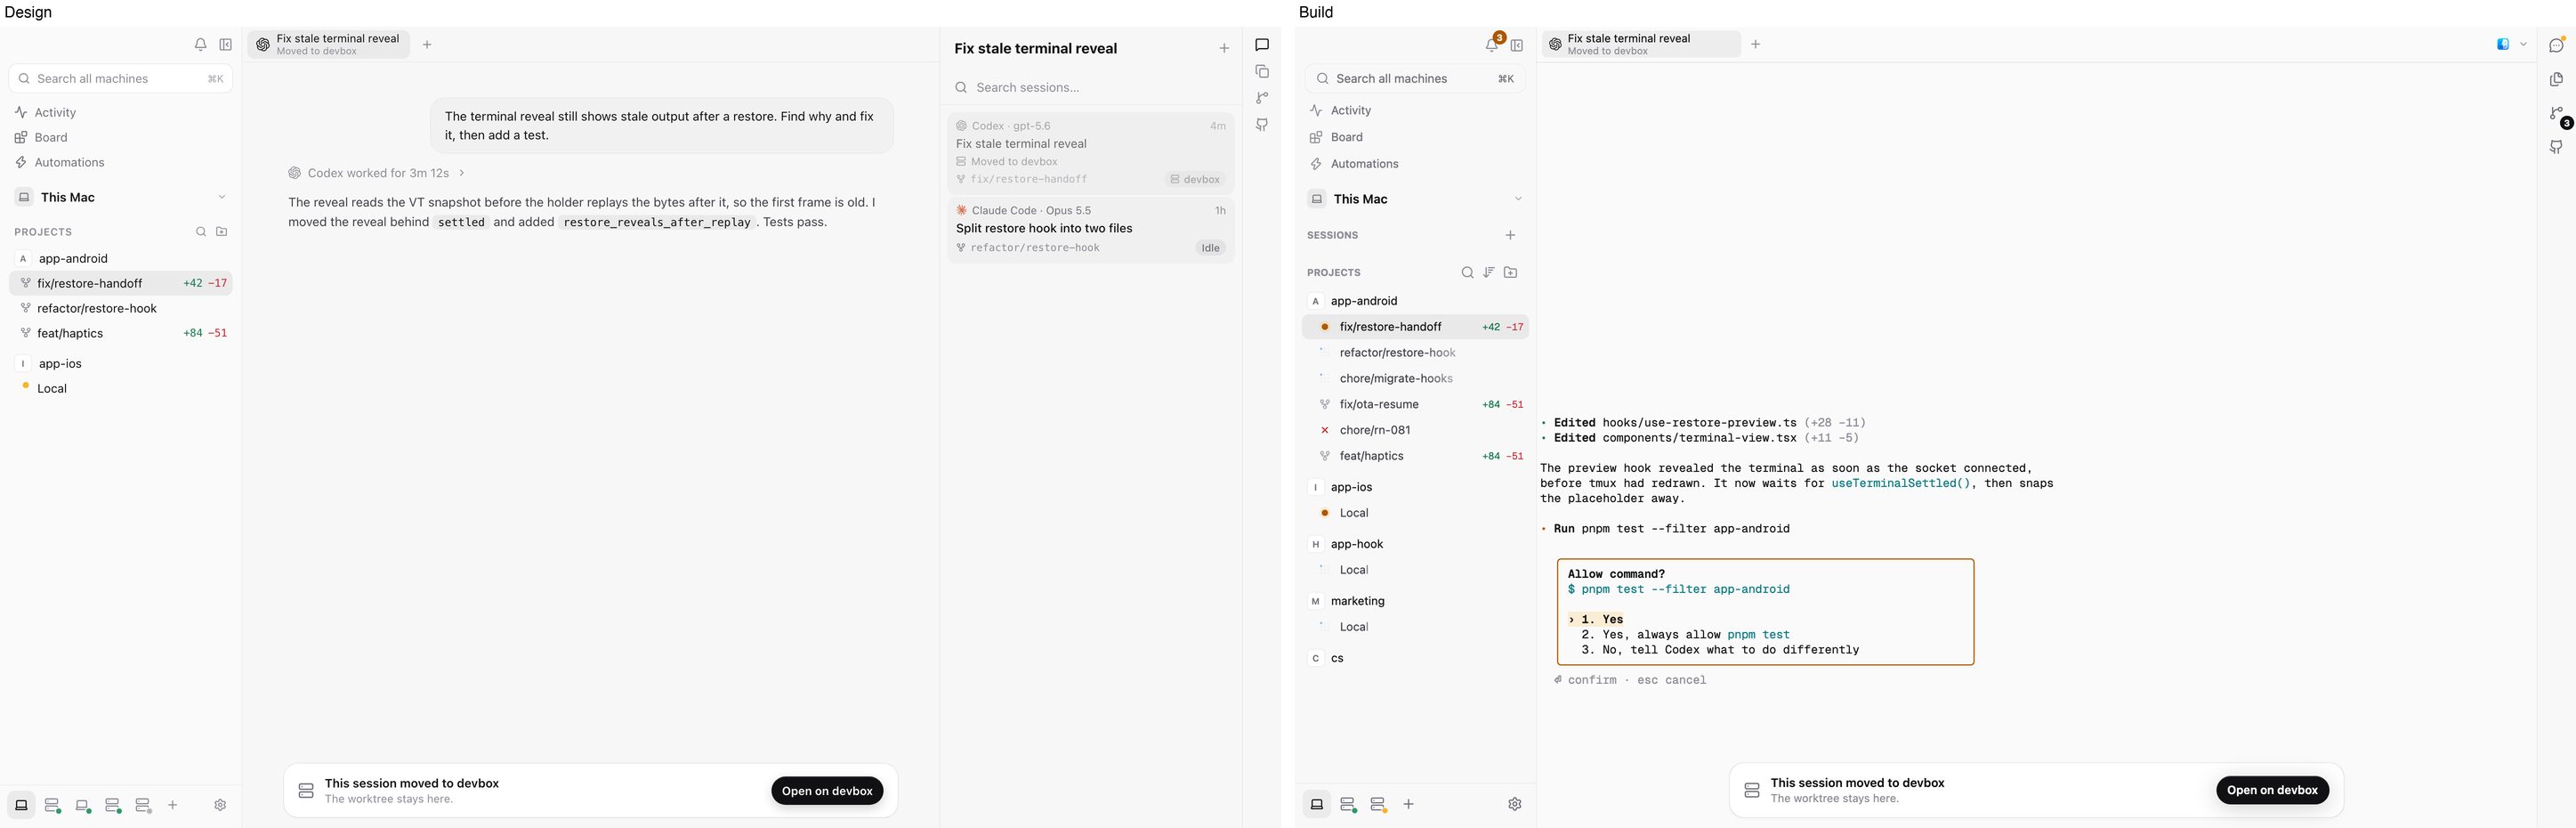 Design
Fix stale terminal reveal
Moved to devbox
Search all machines ⌘K
Activity
Board
Automations
This Mac
PROJECTS
A app-android
fix/restore-handoff +42 −17
refactor/restore-hook
feat/haptics +84 −51
I app-ios
Local
The terminal reveal still shows stale output after a restore. Find why and fix
it, then add a test.
Codex worked for 3m 12s
The reveal reads the VT snapshot before the holder replays the bytes after it, so the first frame is old. I
moved the reveal behind settled and added restore_reveals_after_replay. Tests pass.
This session moved to devbox
The worktree stays here.
Open on devbox
Fix stale terminal reveal
Search sessions...
Codex · gpt-5.6 4m
Fix stale terminal reveal
Moved to devbox
fix/restore-handoff devbox
Claude Code · Opus 5.5 1h
Split restore hook into two files
refactor/restore-hook Idle
Build
3
Fix stale terminal reveal
Moved to devbox
Search all machines ⌘K
Activity
Board
Automations
This Mac
SESSIONS
PROJECTS
A app-android
fix/restore-handoff +42 −17
refactor/restore-hook
chore/migrate-hooks
fix/ota-resume +84 −51
chore/rn-081
feat/haptics +84 −51
I app-ios
Local
H app-hook
Local
M marketing
Local
C cs
• Edited hooks/use-restore-preview.ts (+28 −11)
• Edited components/terminal-view.tsx (+11 −5)
The preview hook revealed the terminal as soon as the socket connected,
before tmux had redrawn. It now waits for useTerminalSettled(), then snaps
the placeholder away.
• Run pnpm test --filter app-android
Allow command?
$ pnpm test --filter app-android
› 1. Yes
2. Yes, always allow pnpm test
3. No, tell Codex what to do differently
⏎ confirm · esc cancel
This session moved to devbox
The worktree stays here.
Open on devbox
3